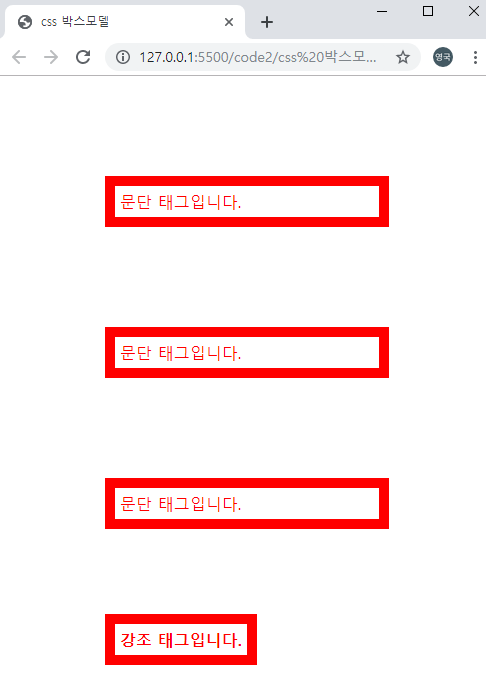 css 박스모델
127.0.0.1:5500/code2/css%20박스모...
영국
문단 태그입니다.
문단 태그입니다.
문단 태그입니다.
강조 태그입니다.